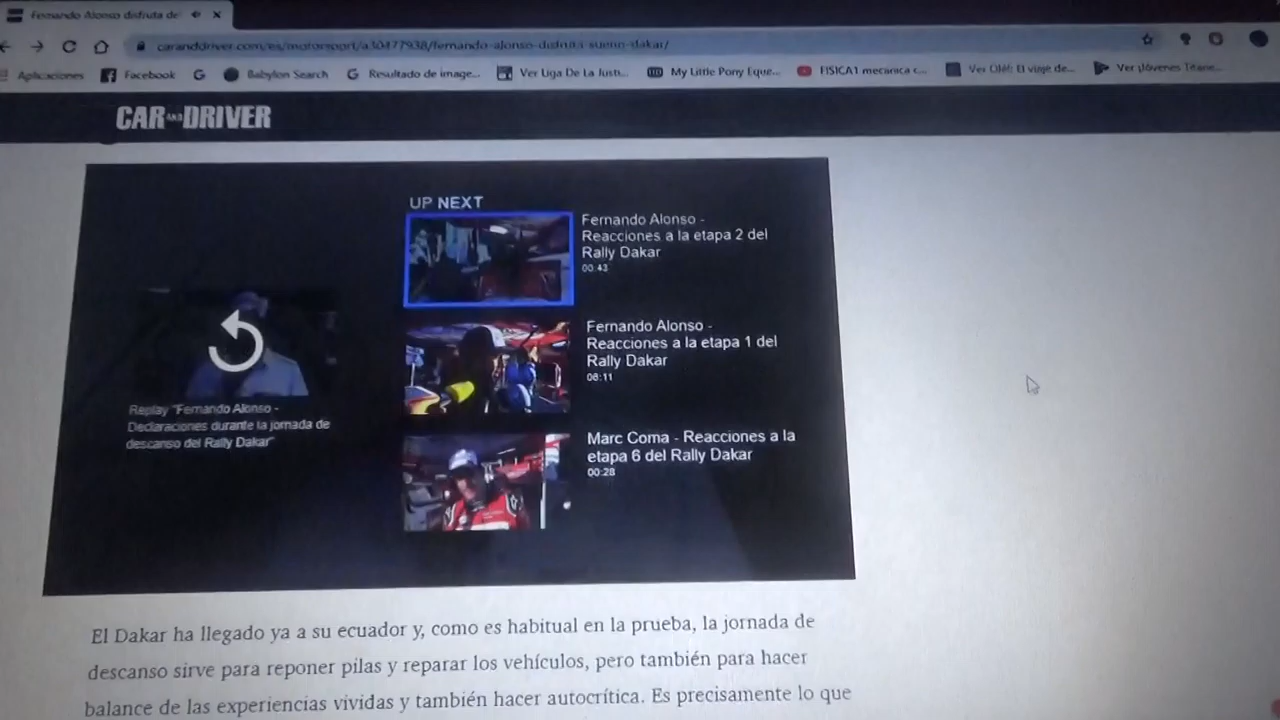 Fernando Alonso disfruta de
caranddriver.com/es/motorsport/a30477938/fernando-alonso-disfruta-sueno-dakar/
Aplicaciones Facebook Babylon Search Resultado de image... Ver Liga De La Justi... My Little Pony Eque... FISICA1 mecanica c... Ver Olé! El viaje de... Ver ¡Jóvenes Titane...
CAR AND DRIVER
UP NEXT
Fernando Alonso -
Reacciones a la etapa 2 del
Rally Dakar
00:43
Fernando Alonso -
Reacciones a la etapa 1 del
Rally Dakar
06:11
Marc Coma - Reacciones a la
etapa 6 del Rally Dakar
00:28
Replay "Fernando Alonso -
Declaraciones durante la jornada de
descanso del Rally Dakar"
El Dakar ha llegado ya a su ecuador y, como es habitual en la prueba, la jornada de
descanso sirve para reponer pilas y reparar los vehículos, pero también para hacer
balance de las experiencias vividas y también hacer autocrítica. Es precisamente lo que